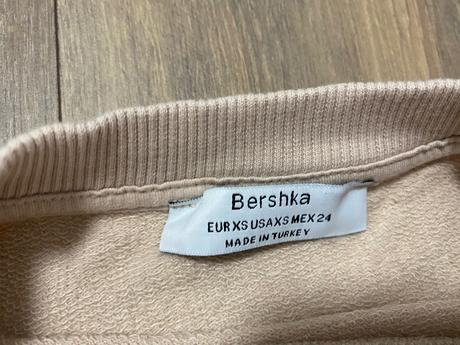 Bershka
EUR XS USA XS MEX 24
MADE IN TURKEY